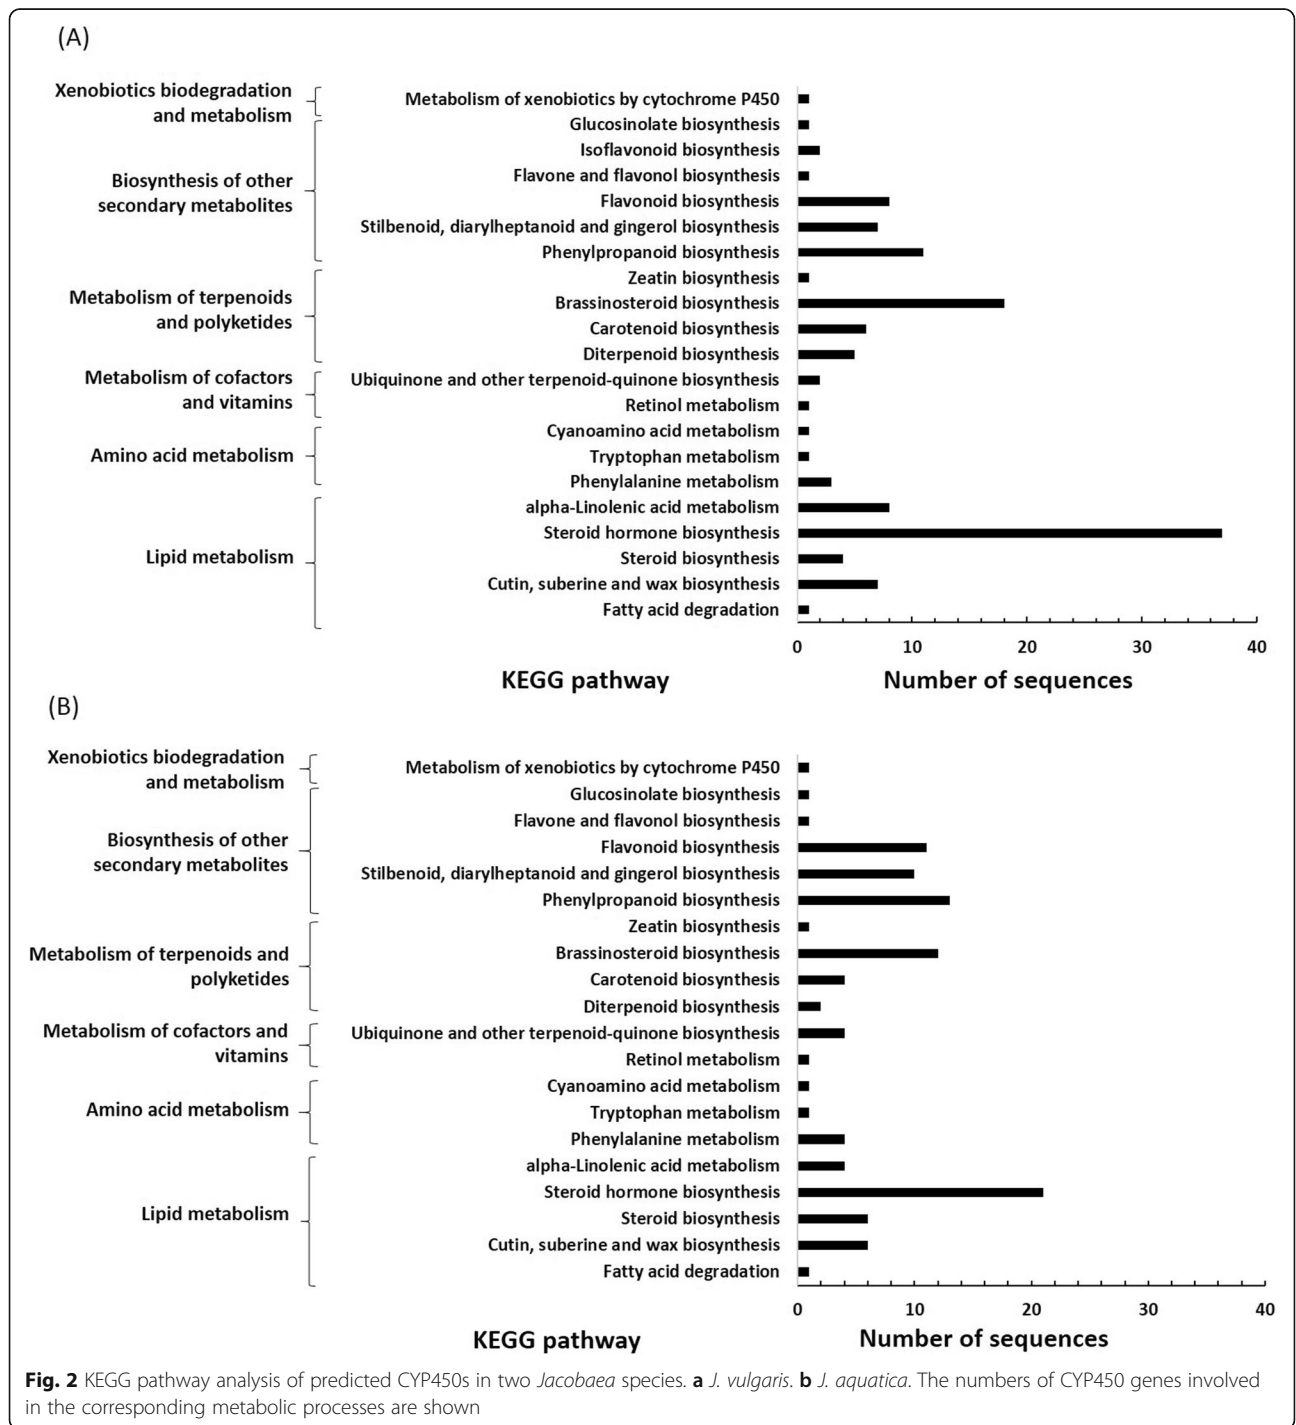 (A)
Xenobiotics biodegradation
and metabolism
Biosynthesis of other
secondary metabolites
Metabolism of terpenoids
and polyketides
Metabolism of cofactors
and vitamins
Amino acid metabolism
Lipid metabolism
Metabolism of xenobiotics by cytochrome P450
Glucosinolate biosynthesis
Isoflavonoid biosynthesis
Flavone and flavonol biosynthesis
Flavonoid biosynthesis
Stilbenoid, diarylheptanoid and gingerol biosynthesis
Phenylpropanoid biosynthesis
Zeatin biosynthesis
Brassinosteroid biosynthesis
Carotenoid biosynthesis
Diterpenoid biosynthesis
Ubiquinone and other terpenoid-quinone biosynthesis
Retinol metabolism
Cyanoamino acid metabolism
Tryptophan metabolism
Phenylalanine metabolism
alpha-Linolenic acid metabolism
Steroid hormone biosynthesis
Steroid biosynthesis
Cutin, suberine and wax biosynthesis
Fatty acid degradation
0 10 20 30 40
KEGG pathway Number of sequences
(B)
Xenobiotics biodegradation
and metabolism
Biosynthesis of other
secondary metabolites
Metabolism of terpenoids and
polyketides
Metabolism of cofactors and
vitamins
Amino acid metabolism
Lipid metabolism
Metabolism of xenobiotics by cytochrome P450
Glucosinolate biosynthesis
Flavone and flavonol biosynthesis
Flavonoid biosynthesis
Stilbenoid, diarylheptanoid and gingerol biosynthesis
Phenylpropanoid biosynthesis
Zeatin biosynthesis
Brassinosteroid biosynthesis
Carotenoid biosynthesis
Diterpenoid biosynthesis
Ubiquinone and other terpenoid-quinone biosynthesis
Retinol metabolism
Cyanoamino acid metabolism
Tryptophan metabolism
Phenylalanine metabolism
alpha-Linolenic acid metabolism
Steroid hormone biosynthesis
Steroid biosynthesis
Cutin, suberine and wax biosynthesis
Fatty acid degradation
0 10 20 30 40
KEGG pathway Number of sequences
Fig. 2 KEGG pathway analysis of predicted CYP450s in two Jacobaea species. a J. vulgaris. b J. aquatica. The numbers of CYP450 genes involved
in the corresponding metabolic processes are shown